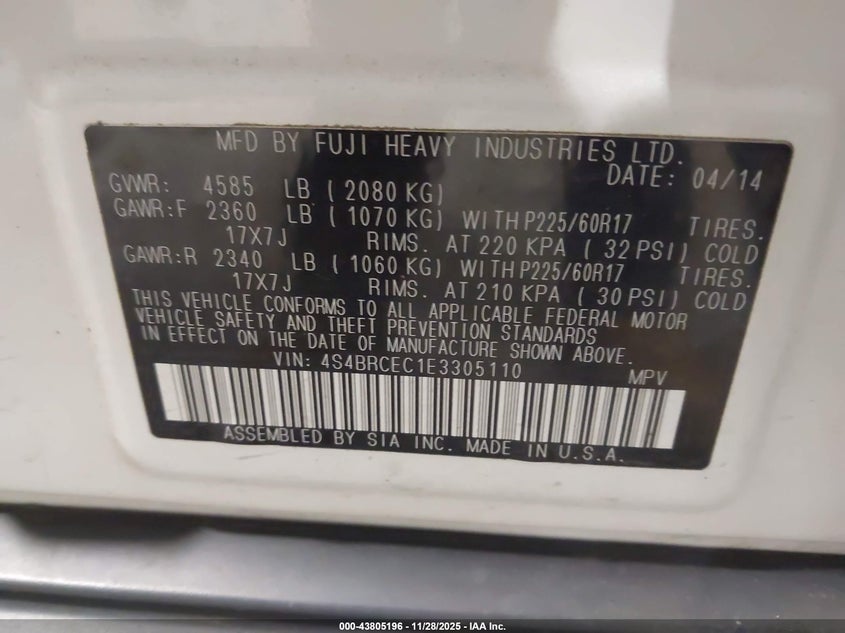 MFD BY FUJI HEAVY INDUSTRIES LTD.
DATE: 04/14
GVWR: 4585 LB ( 2080 KG)
GAWR:F 2360 LB ( 1070 KG) WITH P225/60R17 TIRES.
17X7J RIMS. AT 220 KPA ( 32 PSI) COLD
GAWR:R 2340 LB ( 1060 KG) WITH P225/60R17 TIRES.
17X7J RIMS. AT 210 KPA ( 30 PSI) COLD
THIS VEHICLE CONFORMS TO ALL APPLICABLE FEDERAL MOTOR
VEHICLE SAFETY AND THEFT PREVENTION STANDARDS
IN EFFECT ON THE DATE OF MANUFACTURE SHOWN ABOVE.
VIN: 4S4BRCEC1E3305110 MPV
ASSEMBLED BY SIA INC. MADE IN U.S.A.
000-43805196 - 11/28/2025 - IAA Inc.